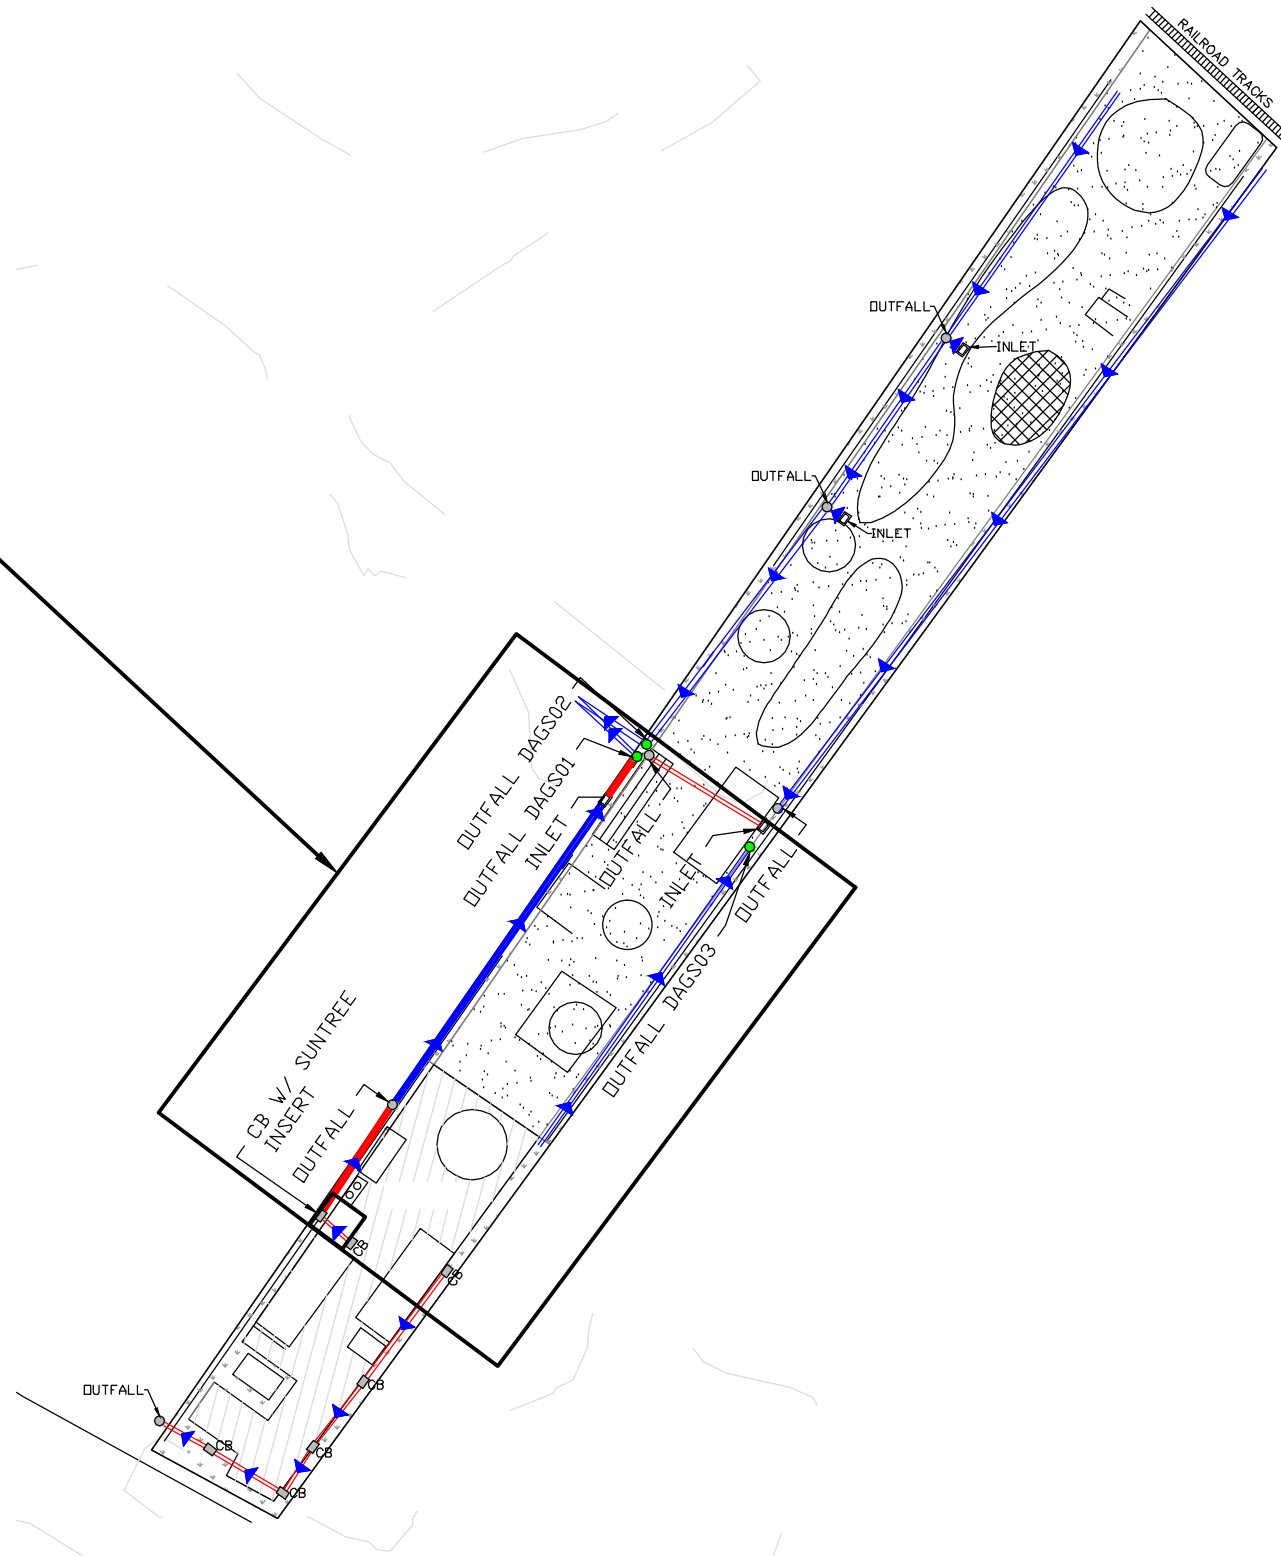 RAILROAD TRACKS
OUTFALL
INLET
OUTFALL
INLET
OUTFALL DAGS02
OUTFALL DAGS01
INLET
OUTFALL
INLET
OUTFALL
OUTFALL DAGS03
CB W/ SUNTREE
INSERT
OUTFALL
CB
CB
CB
OUTFALL
CB
CB
CB